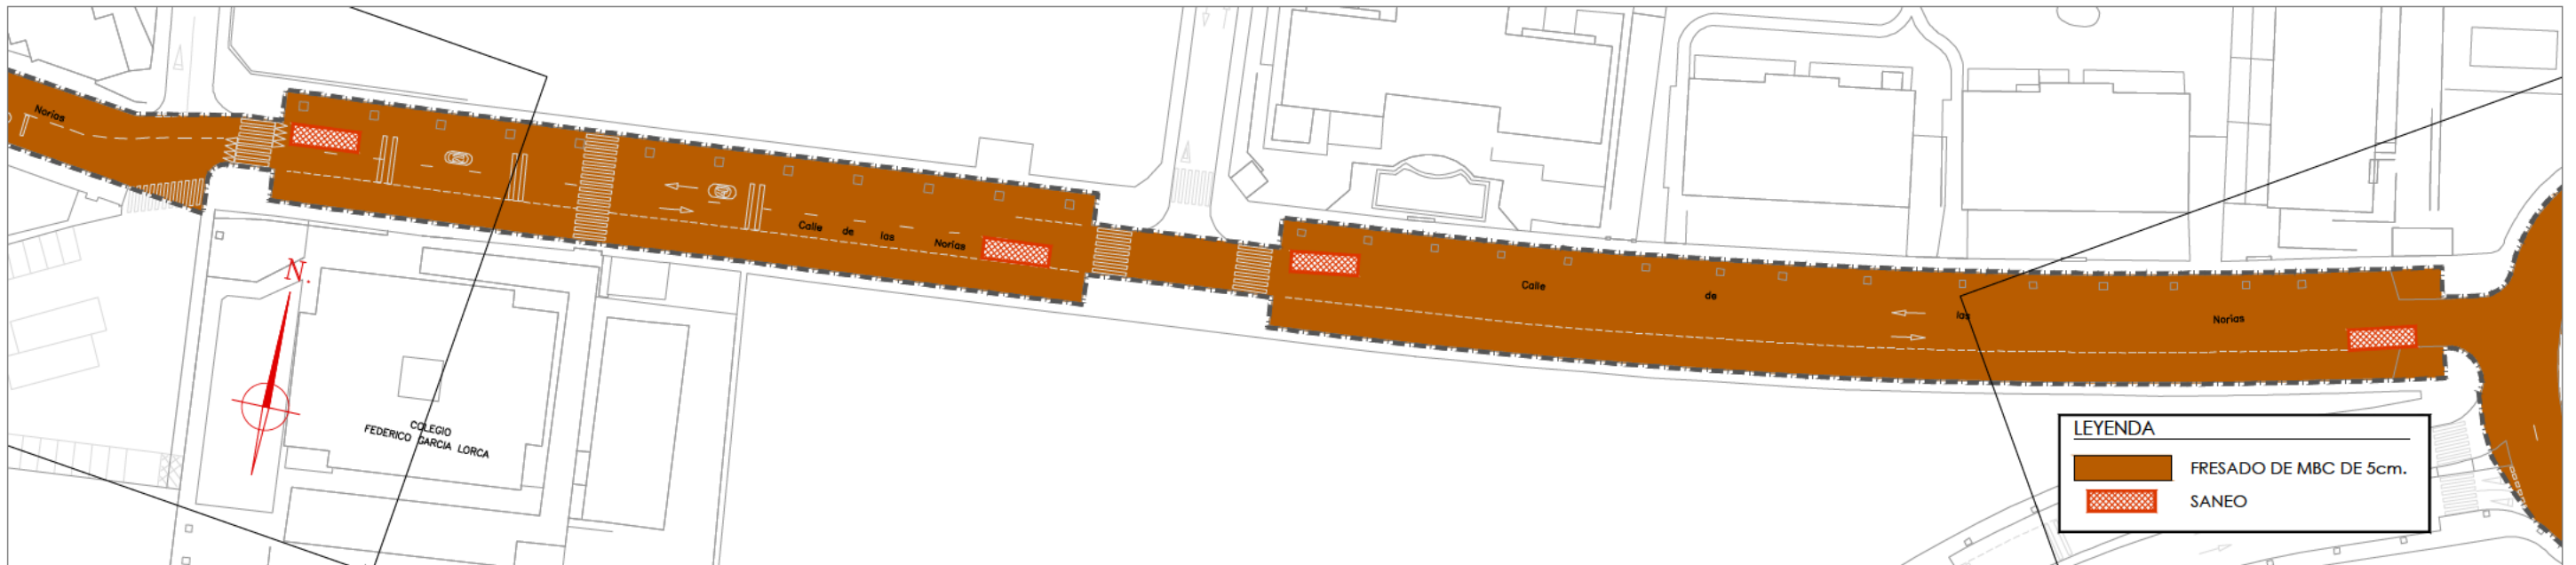 Norias
Calle de las Norias
Calle de las Norias
N.
COLEGIO
FEDERICO GARCIA LORCA
LEYENDA
FRESADO DE MBC DE 5cm.
SANEO